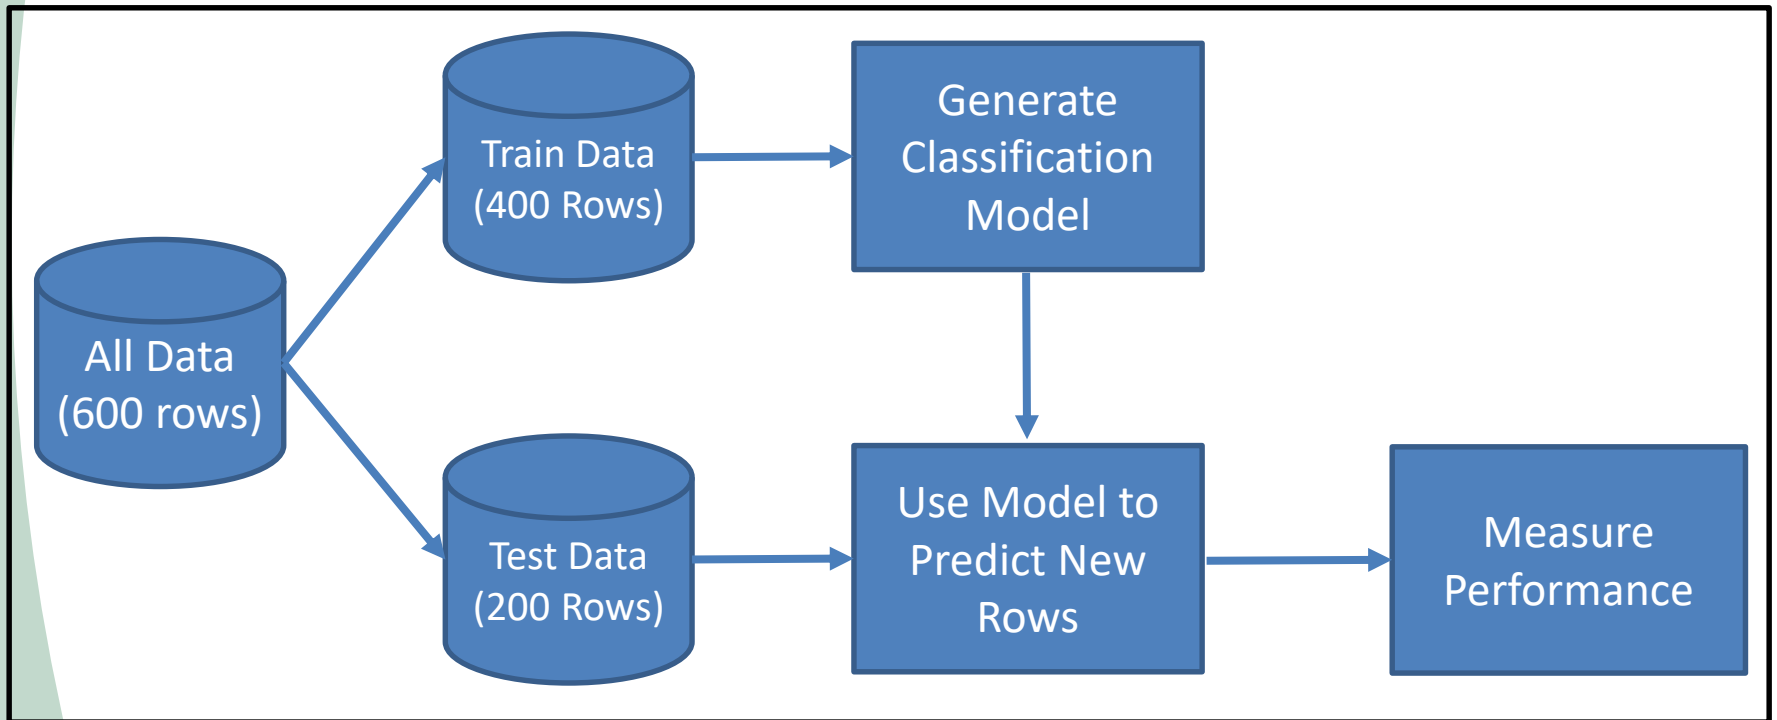 All Data
(600 rows)
Train Data
(400 Rows)
Generate
Classification
Model
Test Data
(200 Rows)
Use Model to
Predict New
Rows
Measure
Performance